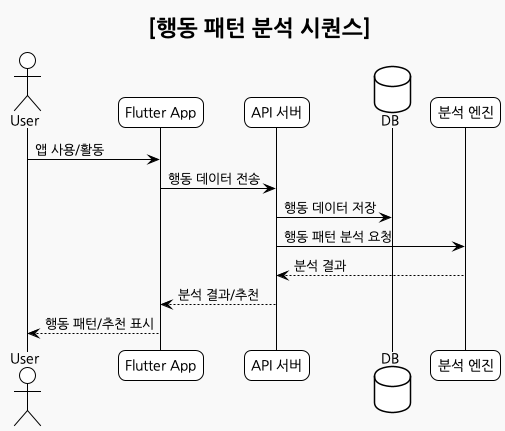 [행동 패턴 분석 시퀀스]
User
Flutter App
API 서버
DB
분석 엔진
앱 사용/활동
행동 데이터 전송
행동 데이터 저장
행동 패턴 분석 요청
분석 결과
분석 결과/추천
행동 패턴/추천 표시
User
Flutter App
API 서버
DB
분석 엔진